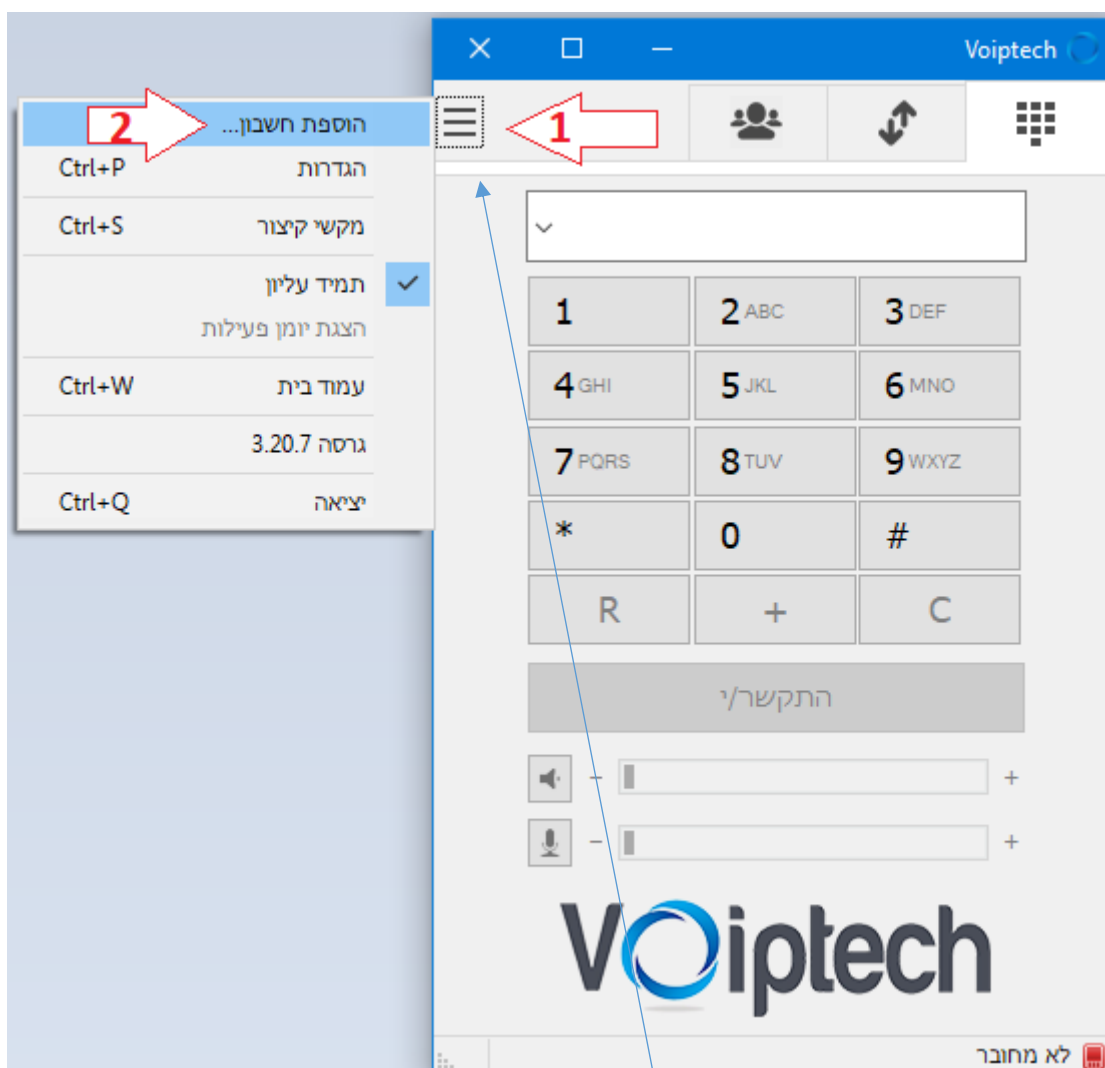 Voiptech
1
2
הוספת חשבון...
הגדרות Ctrl+P
מקשי קיצור Ctrl+S
תמיד עליון
הצגת יומן פעילות
עמוד בית Ctrl+W
גרסה 3.20.7
יציאה Ctrl+Q
1 2 ABC 3 DEF
4 GHI 5 JKL 6 MNO
7 PQRS 8 TUV 9 WXYZ
* 0 #
R + C
התקשר/י
- +
- +
Voiptech
לא מחובר